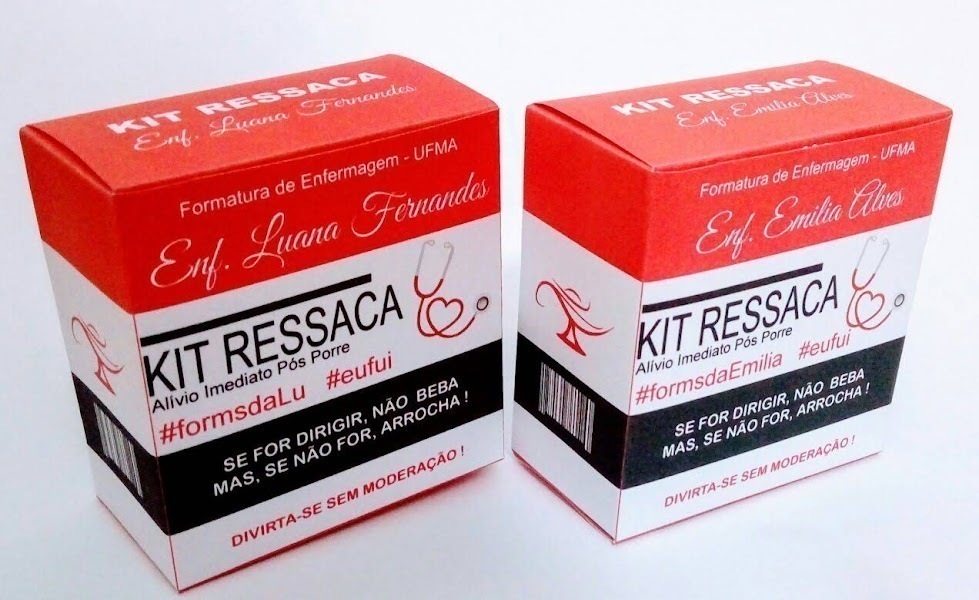 KIT RESSACA
Enf. Luana Fernandes
Formatura de Enfermagem - UFMA
Enf. Luana Fernandes
KIT RESSACA
Alívio Imediato Pós Porre
#formsdaLu #eufui
SE FOR DIRIGIR, NÃO BEBA
MAS, SE NÃO FOR, ARROCHA !
DIVIRTA-SE SEM MODERAÇÃO !
KIT RESSACA
Enf. Emilia Alves
Formatura de Enfermagem - UFMA
Enf. Emilia Alves
KIT RESSACA
Alívio Imediato Pós Porre
#formsdaEmilia #eufui
SE FOR DIRIGIR, NÃO BEBA
MAS, SE NÃO FOR, ARROCHA !
DIVIRTA-SE SEM MODERAÇÃO !